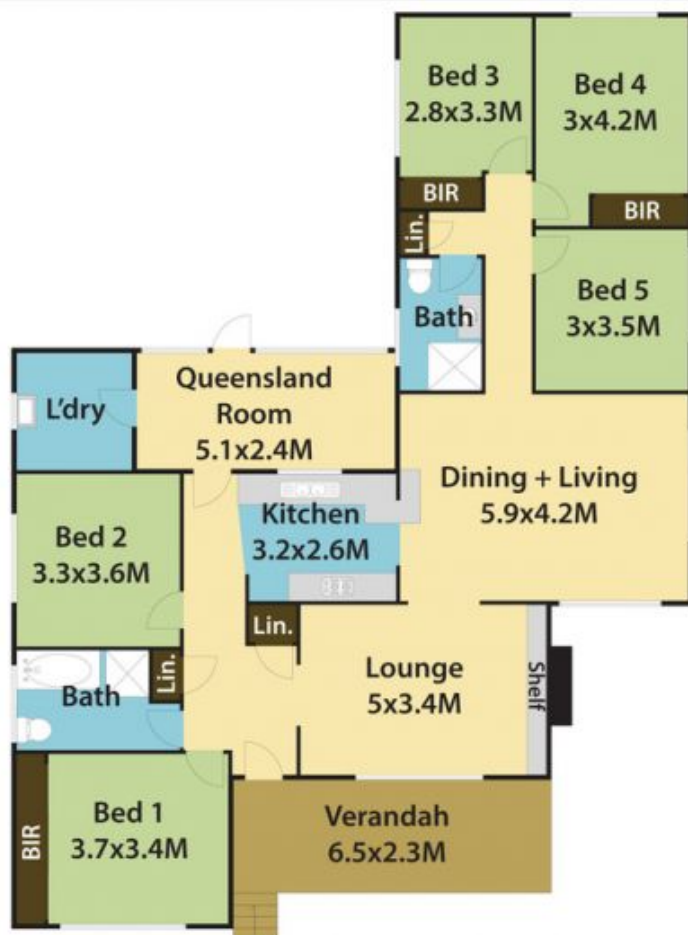 Bed 3
2.8x3.3M
Bed 4
3x4.2M
BIR
BIR
Lin.
Bed 5
3x3.5M
Bath
Queensland
Room
5.1x2.4M
L'dry
Dining + Living
5.9x4.2M
Kitchen
3.2x2.6M
Bed 2
3.3x3.6M
Lin.
Lounge
5x3.4M
Shelf
Lin.
Bath
Bed 1
3.7x3.4M
BIR
Verandah
6.5x2.3M